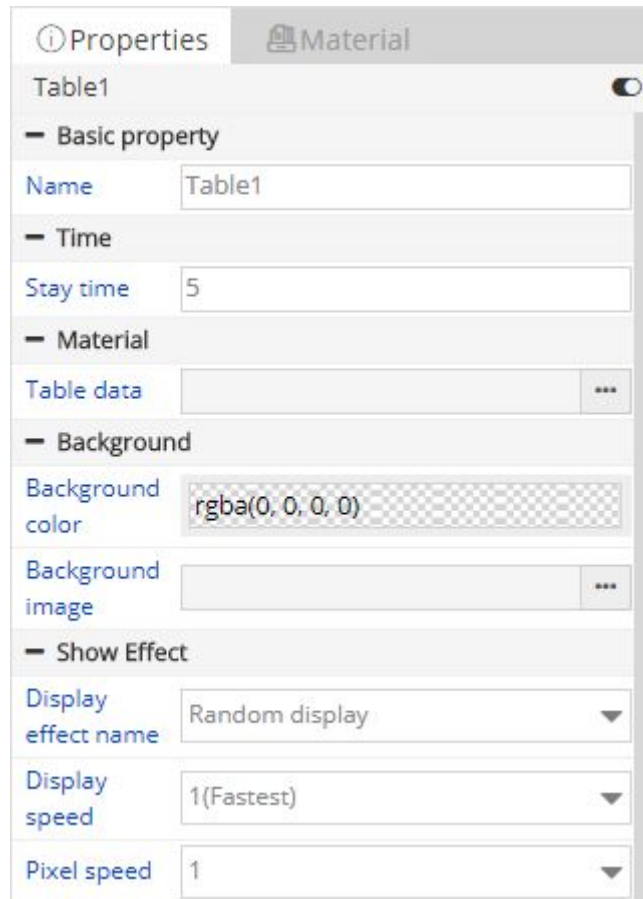 Properties Material
Table1
Basic property
Name Table1
Time
Stay time 5
Material
Table data
Background
Background
color
rgba(0, 0, 0, 0)
Background
image
Show Effect
Display
effect name
Random display
Display
speed
1(Fastest)
Pixel speed 1